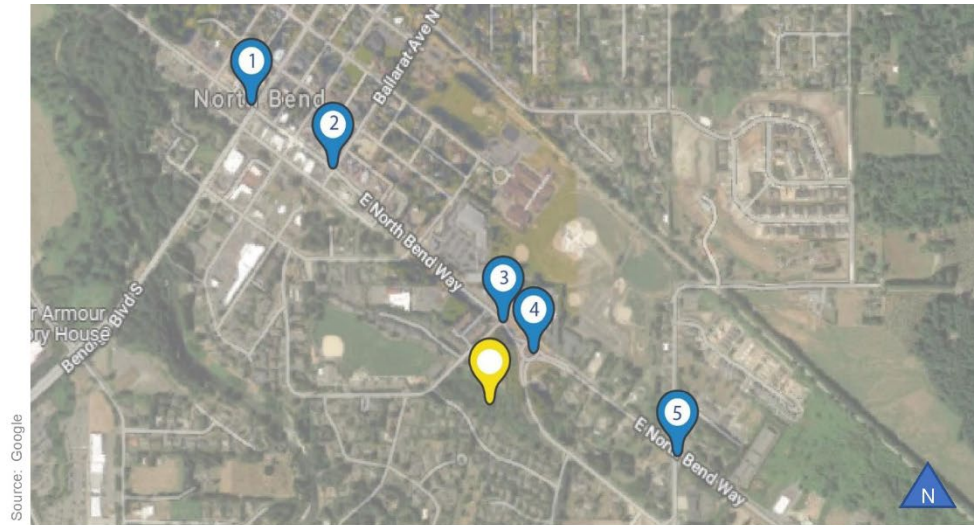 1
North Bend
2
Ballarat Ave N
E North Bend Way
3
4
r Armour
ory House
Bendigo Blvd S
5
E North Bend Way
N
Source: Google